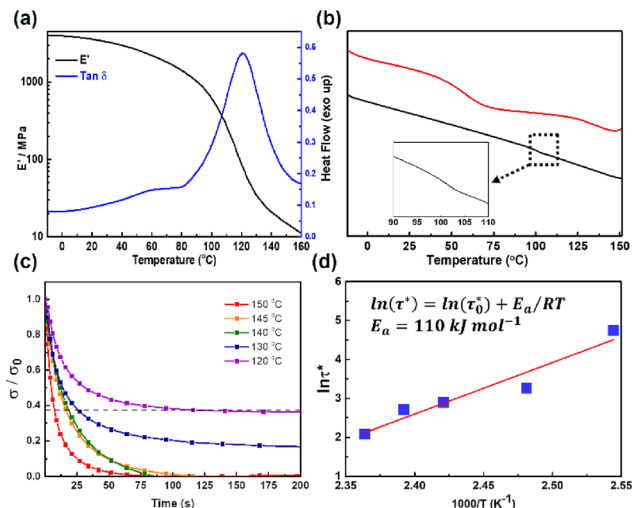 (a)
E'
Tan δ
E' / MPa
1000
100
10
0.6
0.5
0.4
0.3
0.2
0.1
0.0
0 20 40 60 80 100 120 140 160
Temperature (°C)
(b)
Heat Flow (exo up)
90 95 100 105 110
0 25 50 75 100 125 150
Temperature (°C)
(c)
σ / σ0
1.0
0.8
0.6
0.4
0.2
0.0
150 °C
145 °C
140 °C
130 °C
120 °C
0 25 50 75 100 125 150 175 200
Time (s)
(d)
ln(τ*) = ln(τ0*) + Ea/RT
Ea = 110 kJ mol−1
lnτ*
6
5
4
3
2
1
2.35 2.40 2.45 2.50 2.55
1000/T (K-1)